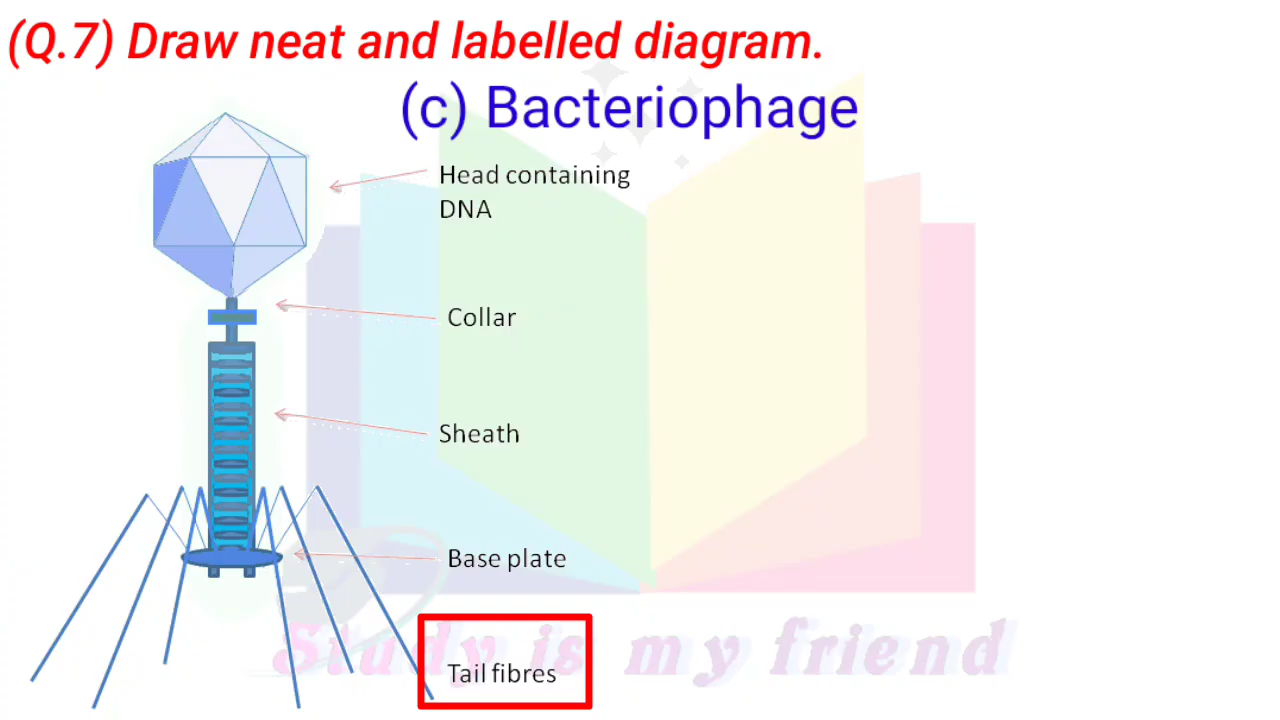 (Q.7) Draw neat and labelled diagram.
(c) Bacteriophage
Head containing
DNA
Collar
Sheath
Base plate
Tail fibres
Study is my friend